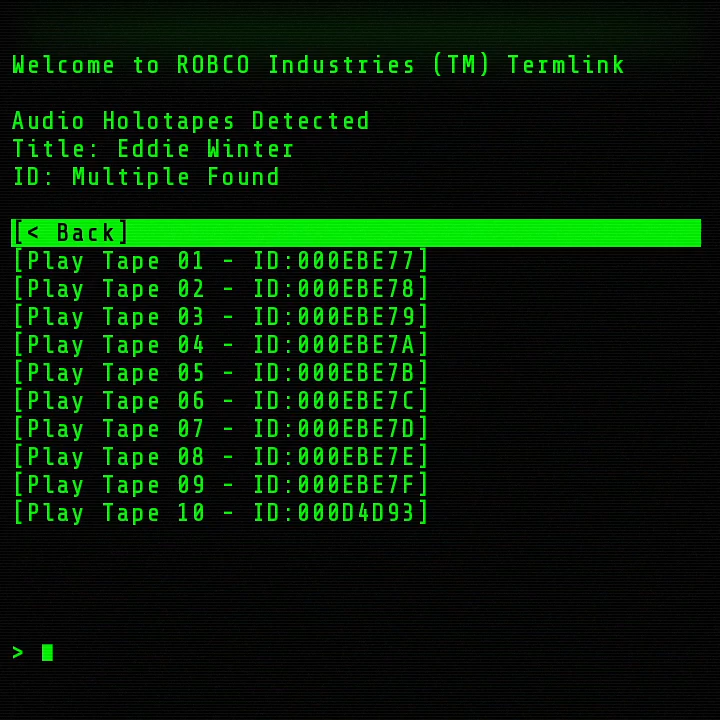 Welcome to ROBCO Industries (TM) Termlink
Audio Holotapes Detected
Title: Eddie Winter
ID: Multiple Found
[< Back]
[Play Tape 01 - ID:000EBE77]
[Play Tape 02 - ID:000EBE78]
[Play Tape 03 - ID:000EBE79]
[Play Tape 04 - ID:000EBE7A]
[Play Tape 05 - ID:000EBE7B]
[Play Tape 06 - ID:000EBE7C]
[Play Tape 07 - ID:000EBE7D]
[Play Tape 08 - ID:000EBE7E]
[Play Tape 09 - ID:000EBE7F]
[Play Tape 10 - ID:000D4D93]
>